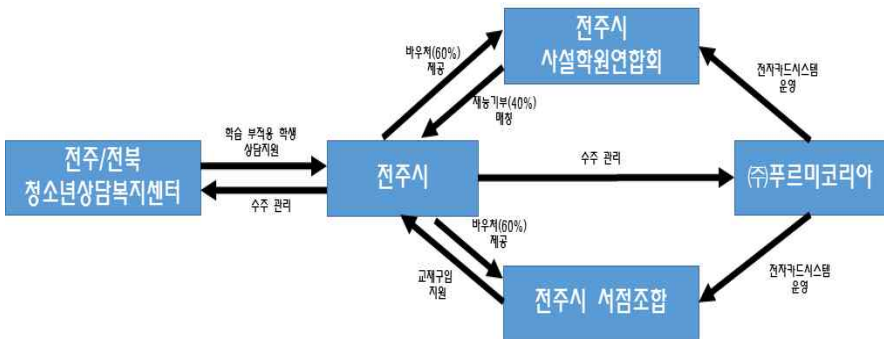 전주시
사설학원연합회
바우처(60%)
제공
재능기부(40%)
매칭
전자카드시스템
운영
학습 부적응 학생
상담지원
전주/전북
청소년상담복지센터
전주시
수주 관리
㈜푸르미코리아
수주 관리
바우처(60%)
제공
교재구입
지원
전자카드시스템
운영
전주시 서점조합